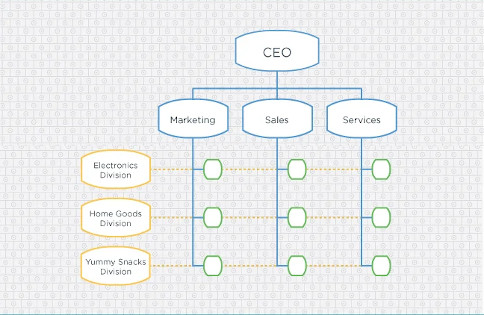 CEO
Marketing
Sales
Services
Electronics
Division
Home Goods
Division
Yummy Snacks
Division